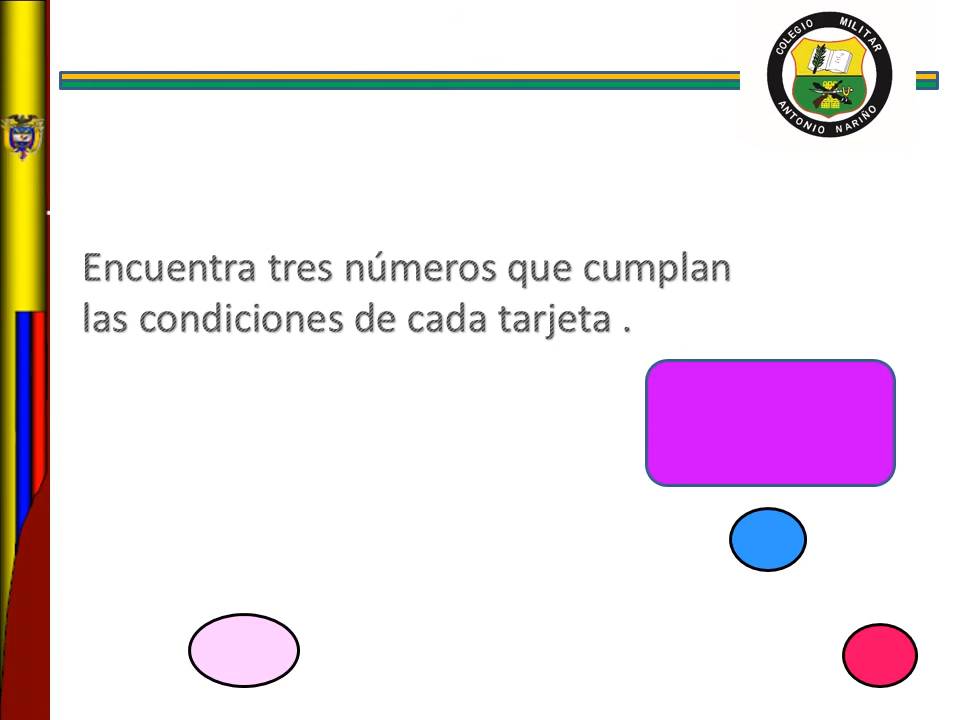 COLEGIO MILITAR
ANTONIO NARIÑO
Encuentra tres números que cumplan
las condiciones de cada tarjeta .